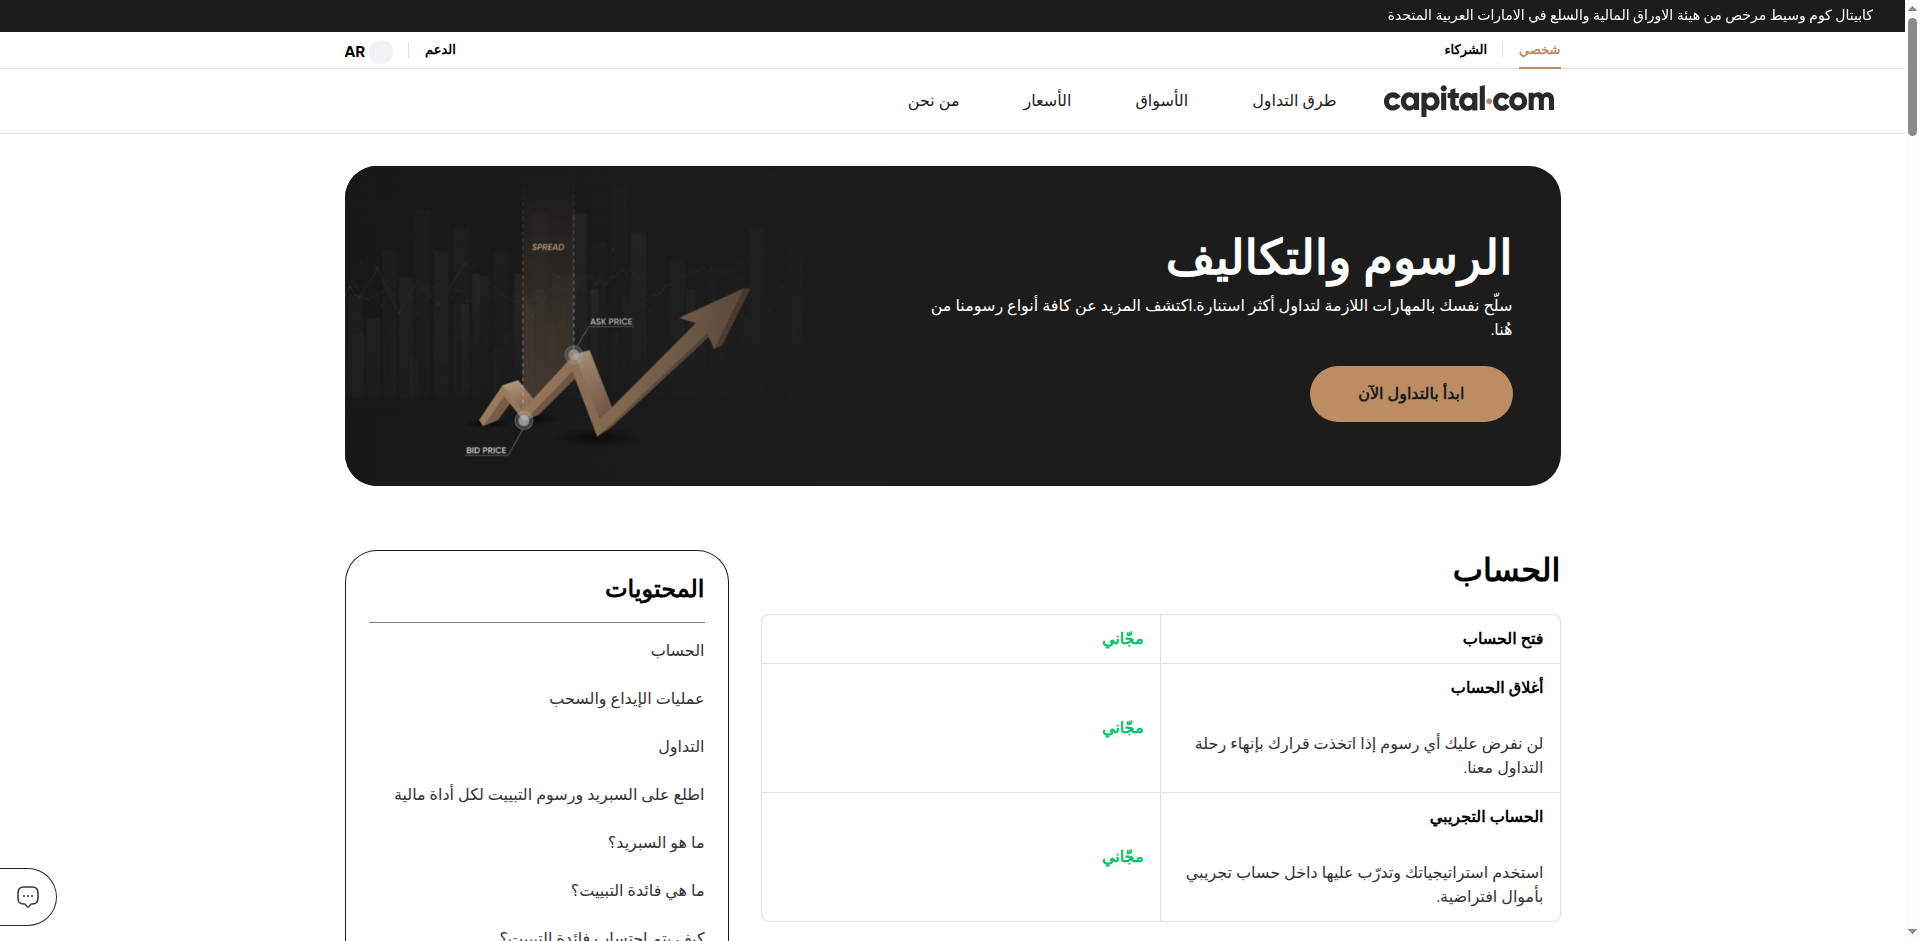 كابيتال كوم وسيط مرخص من هيئة الاوراق المالية والسلع في الامارات العربية المتحدة
شخصي
الشركاء
الدعم
AR
capital.com
طرق التداول
الأسواق
الأسعار
من نحن
الرسوم والتكاليف
سلّح نفسك بالمهارات اللازمة لتداول أكثر استنارة.اكتشف المزيد عن كافة أنواع رسومنا من
هُنا.
ابدأ بالتداول الآن
SPREAD
ASK PRICE
BID PRICE
الحساب
فتح الحساب
مجّاني
أغلاق الحساب
لن نفرض عليك أي رسوم إذا اتخذت قرارك بإنهاء رحلة
التداول معنا.
مجّاني
الحساب التجريبي
استخدم استراتيجياتك وتدرّب عليها داخل حساب تجريبي
بأموال افتراضية.
مجّاني
المحتويات
الحساب
عمليات الإيداع والسحب
التداول
اطلع على السبريد ورسوم التبييت لكل أداة مالية
ما هو السبريد؟
ما هي فائدة التبييت؟
كيف يتم احتساب فائدة التبييت؟